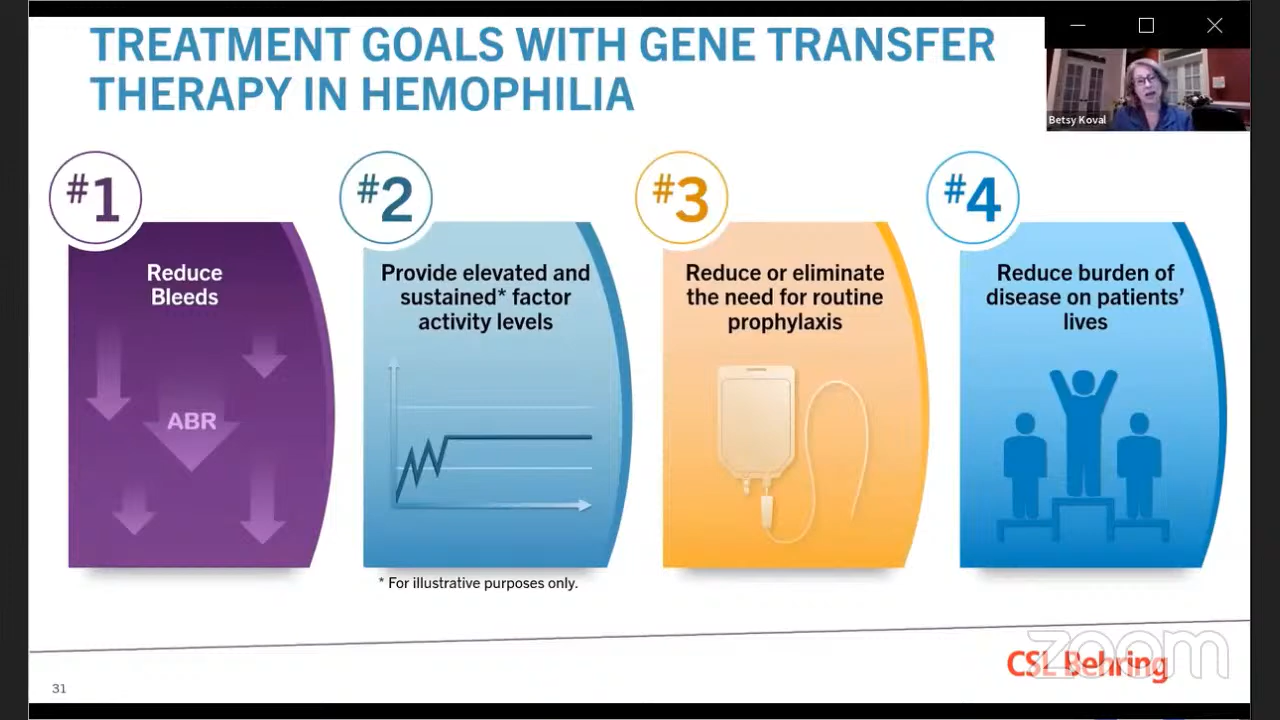 TREATMENT GOALS WITH GENE TRANSFER
THERAPY IN HEMOPHILIA
Betsy Koval
#1
Reduce
Bleeds
ABR
#2
Provide elevated and
sustained* factor
activity levels
* For illustrative purposes only.
#3
Reduce or eliminate
the need for routine
prophylaxis
#4
Reduce burden of
disease on patients’
lives
31
CSL Behring
zoom